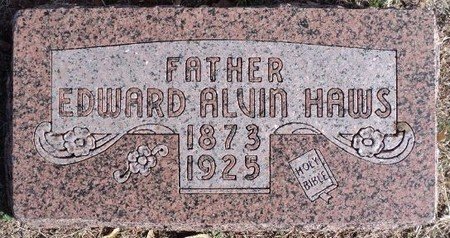 FATHER
EDWARD ALVIN HAWS
1873
1925
HOLY
BIBLE